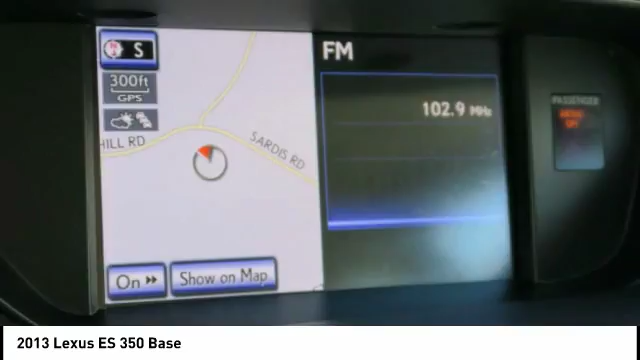 S
FM
300ft
GPS
102.9 MHz
PASSENGER
HILL RD
SARDIS RD
On
Show on Map
2013 Lexus ES 350 Base